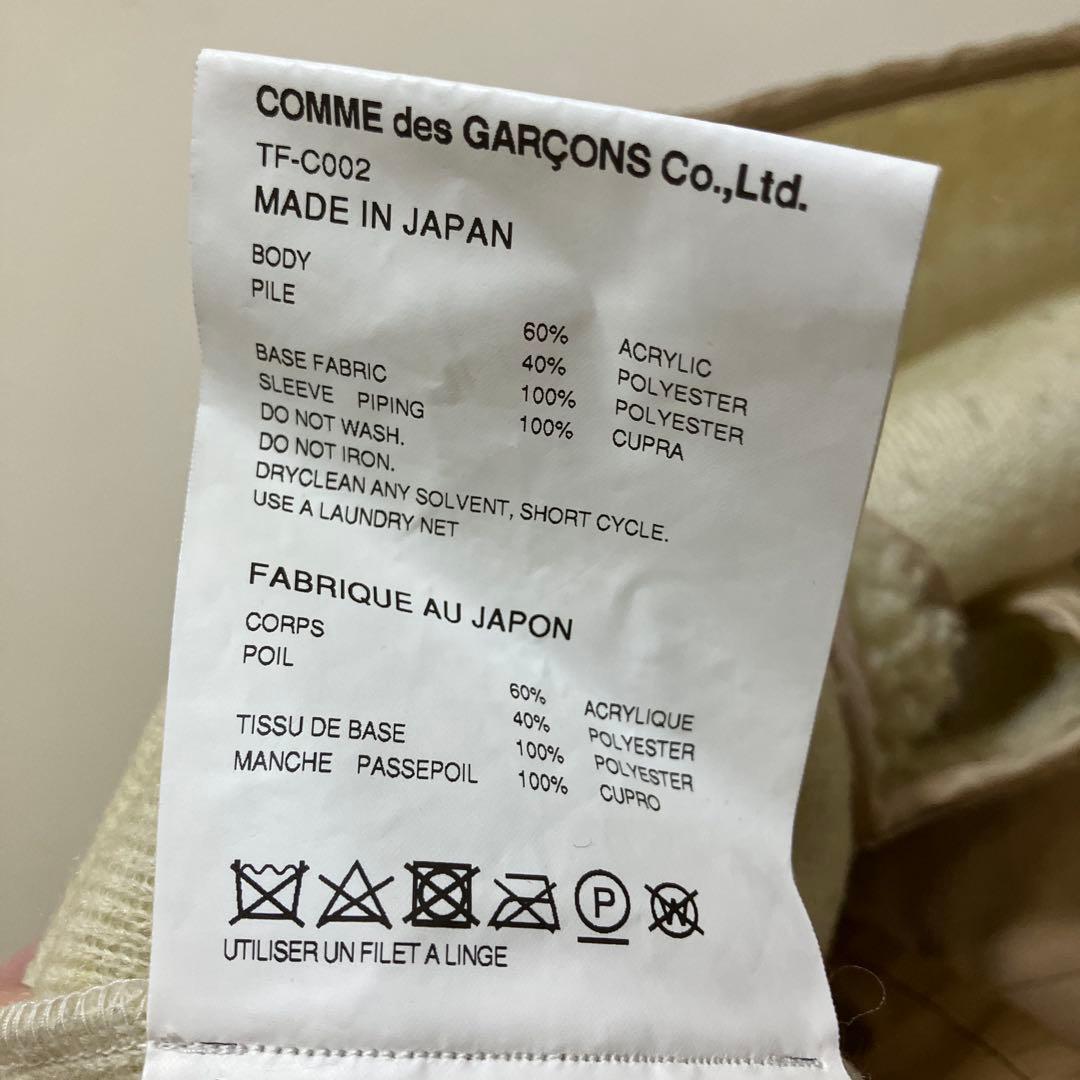 COMME des GARÇONS Co.,Ltd.
TF-C002
MADE IN JAPAN
BODY
PILE
60% ACRYLIC
40% POLYESTER
BASE FABRIC 100% POLYESTER
SLEEVE PIPING 100% CUPRA
DO NOT WASH.
DO NOT IRON.
DRYCLEAN ANY SOLVENT, SHORT CYCLE.
USE A LAUNDRY NET
FABRIQUE AU JAPON
CORPS
POIL
60% ACRYLIQUE
40% POLYESTER
TISSU DE BASE 100% POLYESTER
MANCHE PASSEPOIL 100% CUPRO
P W
UTILISER UN FILET A LINGE